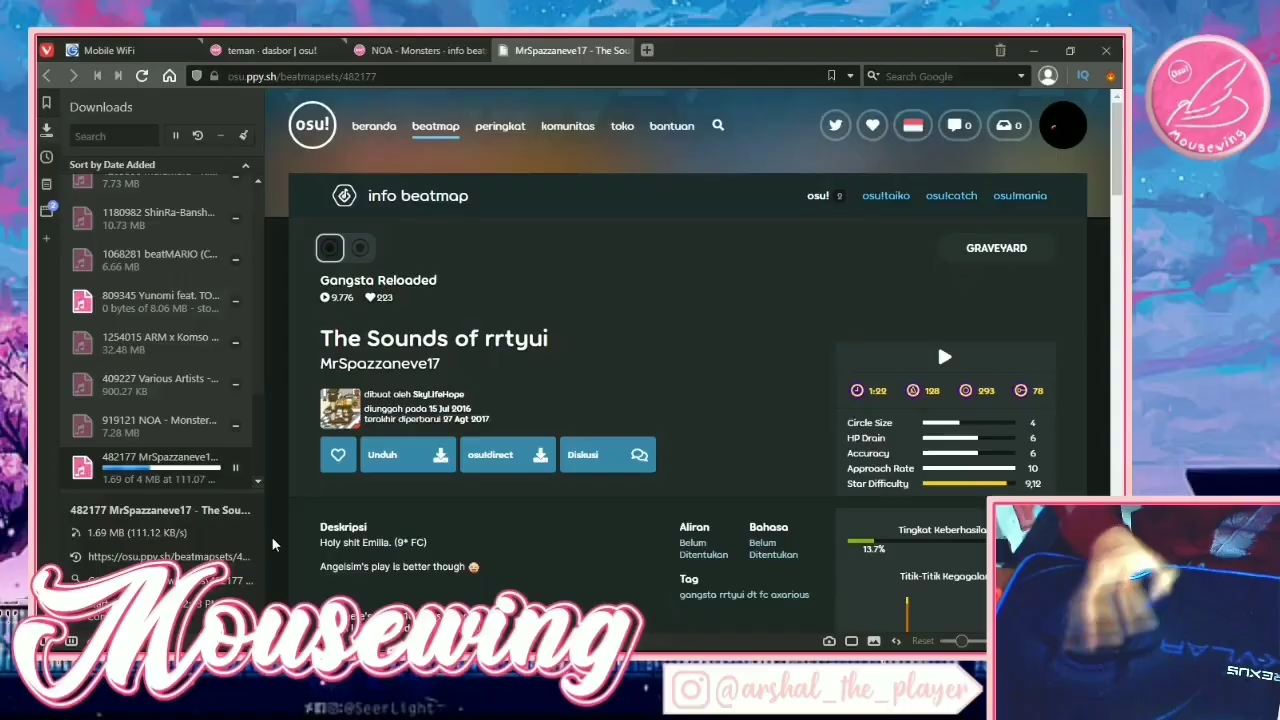 Mobile WiFi
teman · dasbor | osu!
NOA - Monsters · info beat
MrSpazzaneve17 - The Sou
osu.ppy.sh/beatmapsets/482177
Search Google
IQ
Downloads
Search
Sort by Date Added
7.73 MB
1180982 ShinRa-Bansh...
10.73 MB
1068281 beatMARIO (C...
6.66 MB
809345 Yunomi feat. TO...
0 bytes of 8.06 MB - sto...
1254015 ARM x Komso ...
32.48 MB
409227 Various Artists -...
900.27 KB
919121 NOA - Monster...
7.28 MB
482177 MrSpazzaneve1...
1.69 of 4 MB at 111.07 ...
482177 MrSpazzaneve17 - The Sou...
1.69 MB (111.12 KB/s)
https://osu.ppy.sh/beatmapsets/4...
osu!
beranda
beatmap
peringkat
komunitas
toko
bantuan
0
0
info beatmap
osu! 2
osu!taiko
osu!catch
osu!mania
GRAVEYARD
Gangsta Reloaded
9.776
223
The Sounds of rrtyui
MrSpazzaneve17
dibuat oleh SkyLifeHope
diunggah pada 15 Jul 2016
terakhir diperbarui 27 Agt 2017
Unduh
osu!direct
Diskusi
1:22
128
293
78
Circle Size 4
HP Drain 6
Accuracy 6
Approach Rate 10
Star Difficulty 9,12
Deskripsi
Holy shit Emilia. (9* FC)
Angelsim's play is better though
Aliran
Belum
Ditentukan
Bahasa
Belum
Ditentukan
Tag
gangsta rrtyui dt fc axarious
Tingkat Keberhasila
13.7%
Titik-Titik Kegagala
Reset
osu!
Mousewing
Mousewing
@arshal_the_player
@SeerLight
REXUS